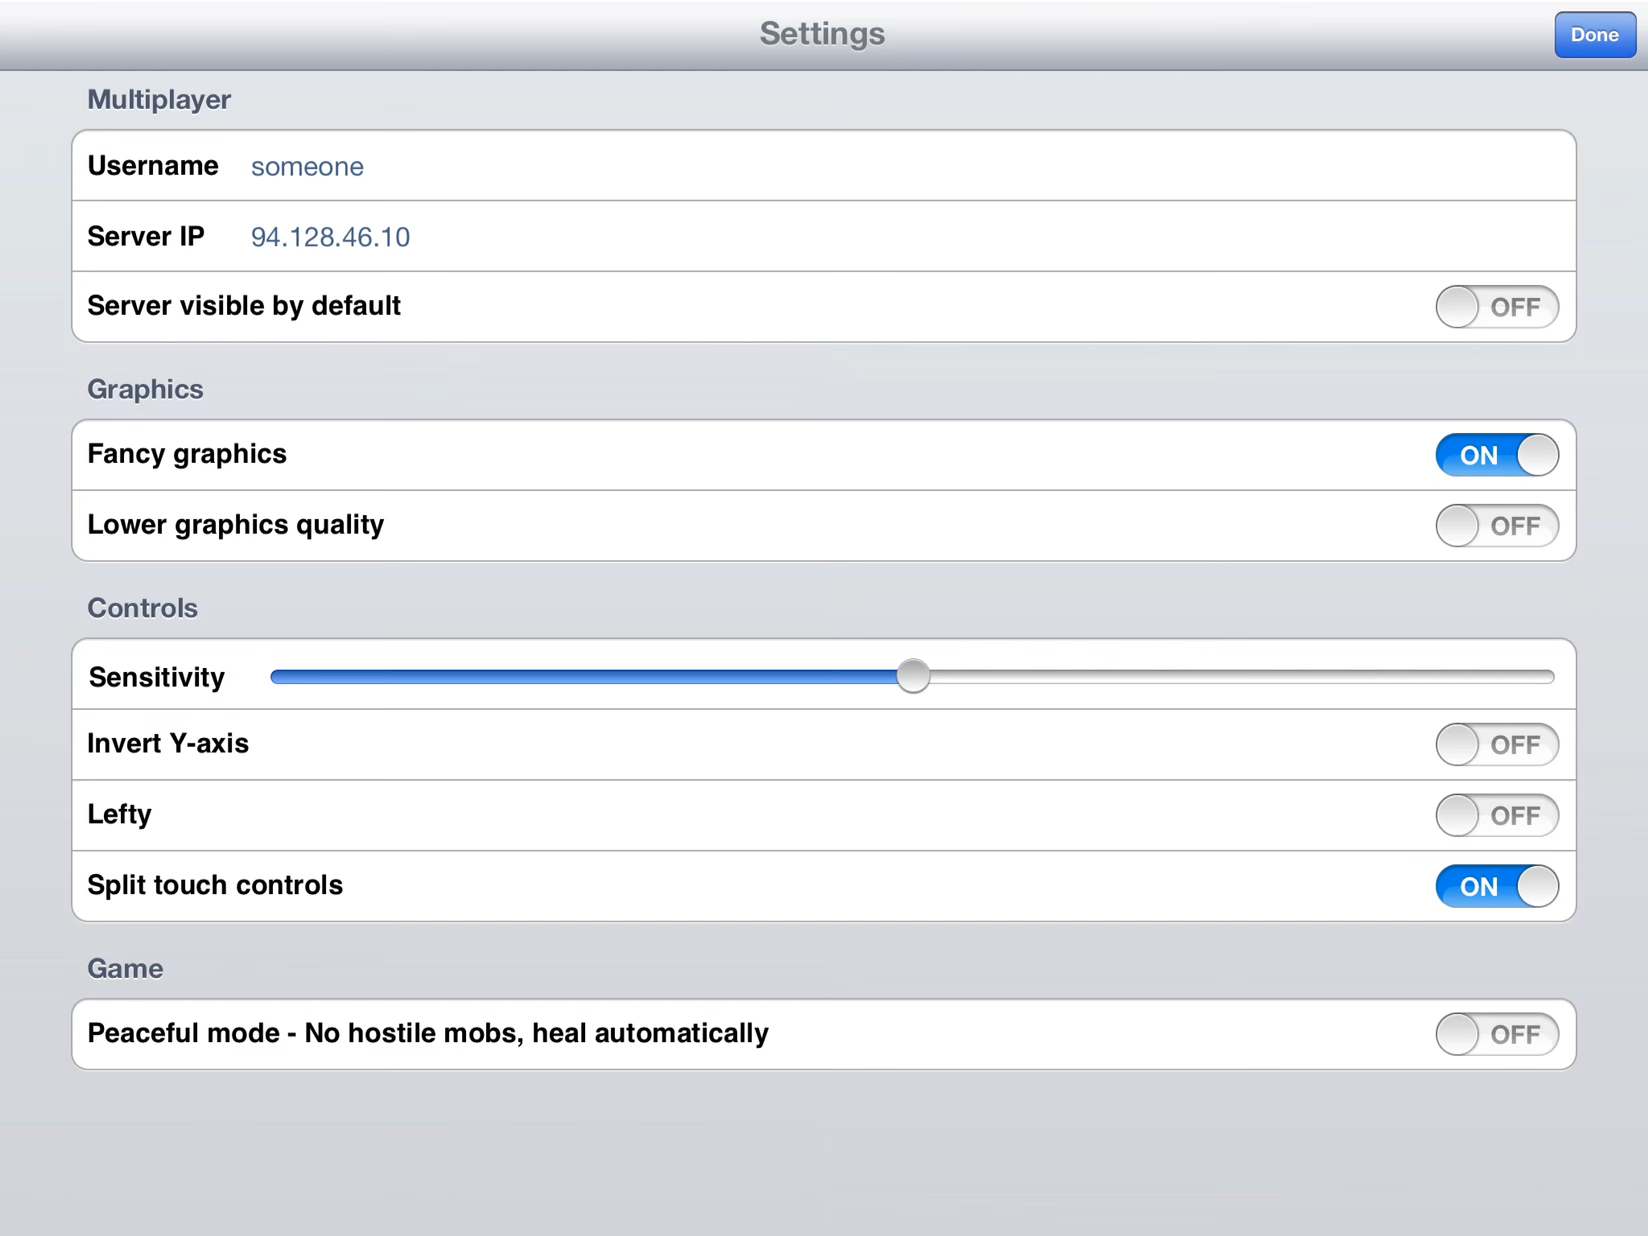 Settings
Done
Multiplayer
Username someone
Server IP 94.128.46.10
Server visible by default OFF
Graphics
Fancy graphics ON
Lower graphics quality OFF
Controls
Sensitivity
Invert Y-axis OFF
Lefty OFF
Split touch controls ON
Game
Peaceful mode - No hostile mobs, heal automatically OFF